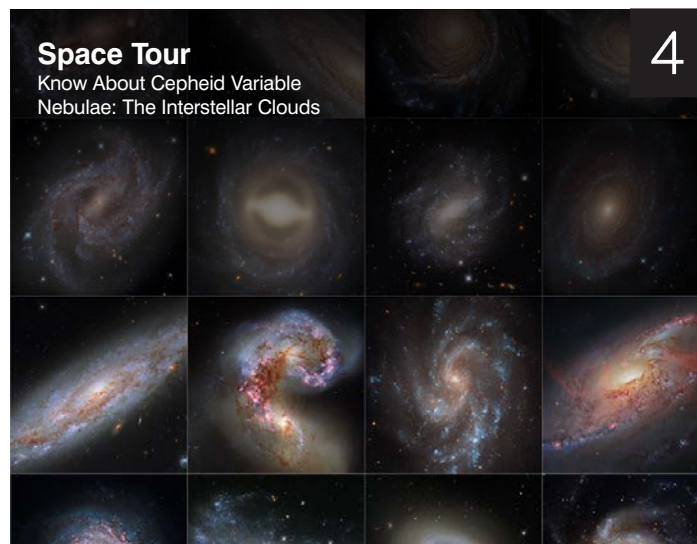 Space Tour
Know About Cepheid Variable
Nebulae: The Interstellar Clouds
4